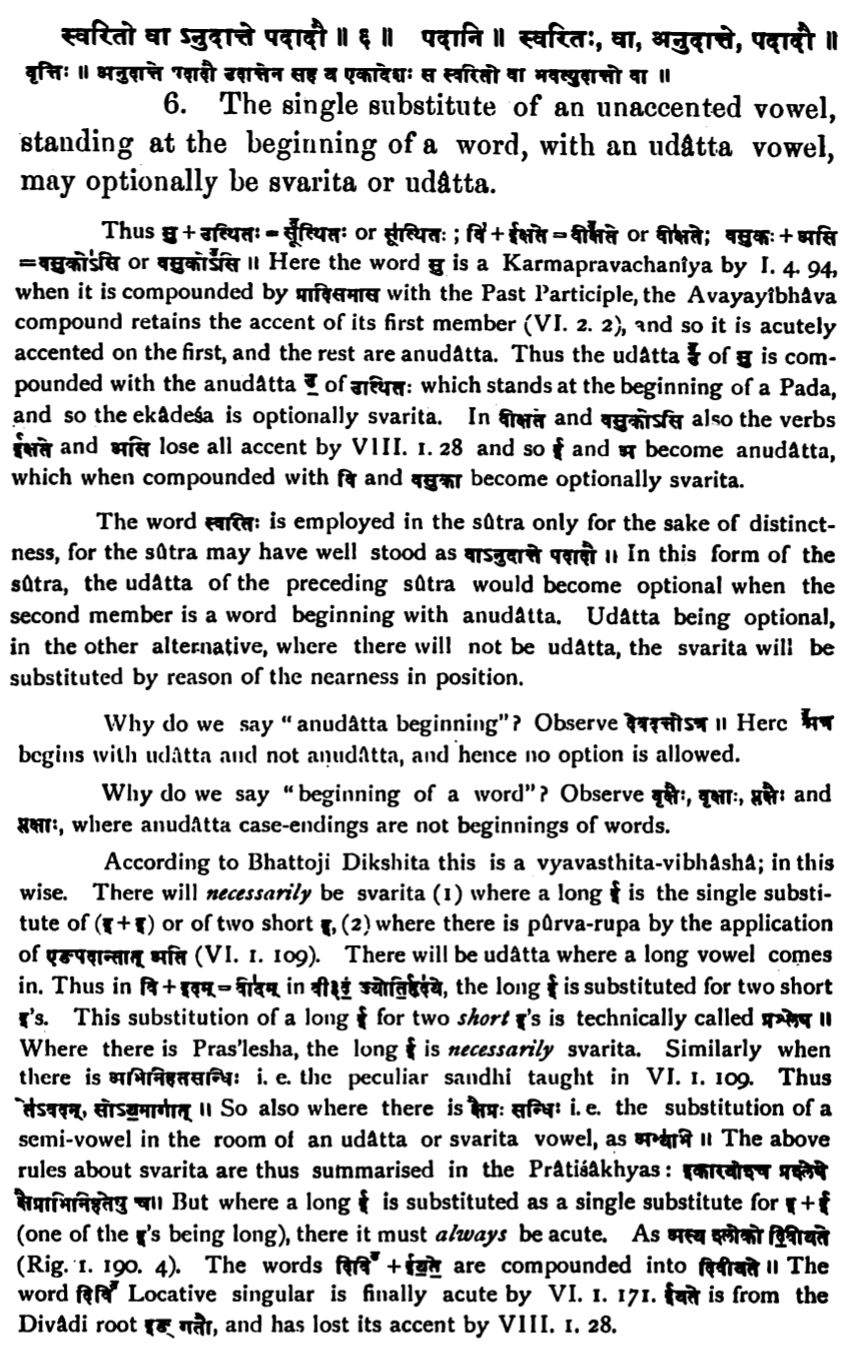 स्वरितो वा ऽनुदात्ते पदादौ ॥ ६ ॥ पदानि ॥ स्वरितः, वा, अनुदात्ते, पदादौ ॥
वृत्तिः ॥ अनुदात्ते पदादौ उदात्तेन सह य एकादेशः स स्वरितो वा भवत्युदात्तो वा ॥
6. The single substitute of an unaccented vowel,
standing at the beginning of a word, with an udâtta vowel,
may optionally be svarita or udâtta.
Thus सु + उत्थितः = सू॑त्थितः or सू॑त्थितः ; वि + ईक्षते = वीक्षते or वीक्षते; वसुकः + असि
= वसुकोऽसि or वसुकोऽसि ॥ Here the word सु is a Karmapravachanîya by I. 4. 94,
when it is compounded by प्रादिसमास with the Past Participle, the Avayayîbhâva
compound retains the accent of its first member (VI. 2. 2), and so it is acutely
accented on the first, and the rest are anudâtta. Thus the udâtta of सु is com-
pounded with the anudâtta उ॒ of उत्थितः which stands at the beginning of a Pada,
and so the ekâdeśa is optionally svarita. In वीक्षते and वसुकोऽसि also the verbs
ईक्षते and असि lose all accent by VIII. 1. 28 and so ई and अ become anudâtta,
which when compounded with वि and वसुका become optionally svarita.
The word स्वरितः is employed in the sûtra only for the sake of distinct-
ness, for the sûtra may have well stood as वाऽनुदात्ते पदादौ ॥ In this form of the
sûtra, the udâtta of the preceding sûtra would become optional when the
second member is a word beginning with anudâtta. Udâtta being optional,
in the other alternative, where there will not be udâtta, the svarita will be
substituted by reason of the nearness in position.
Why do we say "anudâtta beginning"? Observe देवदत्तोऽत्र ॥ Here अत्र
begins with udâtta and not anudâtta, and hence no option is allowed.
Why do we say "beginning of a word"? Observe वृक्षैः, वृक्षाः, प्लक्षैः and
प्लक्षाः, where anudâtta case-endings are not beginnings of words.
According to Bhattoji Dikshita this is a vyavasthita-vibhâshâ; in this
wise. There will necessarily be svarita (1) where a long ई is the single substi-
tute of (इ + इ) or of two short इ, (2) where there is pûrva-rupa by the application
of एङःपदान्तात् अति (VI. 1. 109). There will be udâtta where a long vowel comes
in. Thus in वि + इदम् = वीदम् in वी३दं ज्योतिर्हृदये, the long ई is substituted for two short
इ's. This substitution of a long ई for two short इ's is technically called प्रश्लेष ॥
Where there is Pras'lesha, the long ई is necessarily svarita. Similarly when
there is अभिनिहतसन्धिः i. e. the peculiar sandhi taught in VI. 1. 109. Thus
तेऽवदन्, सोऽयमागात् ॥ So also where there is क्षैप्रः सन्धिः i. e. the substitution of a
semi-vowel in the room of an udâtta or svarita vowel, as अभ्यभि ॥ The above
rules about svarita are thus summarised in the Prâtiśâkhyas : इकारयोश्च प्रश्लेषे
क्षैप्राभिनिहतेषु च॥ But where a long ई is substituted as a single substitute for इ + ई
(one of the इ's being long), there it must always be acute. As अस्य श्लोको दिवीयते
(Rig. 1. 190. 4). The words दिवि + ईयते are compounded into दिवीयते ॥ The
word दिवि Locative singular is finally acute by VI. 1. 171. ईयते is from the
Divâdi root इङ् गतौ, and has lost its accent by VIII. 1. 28.